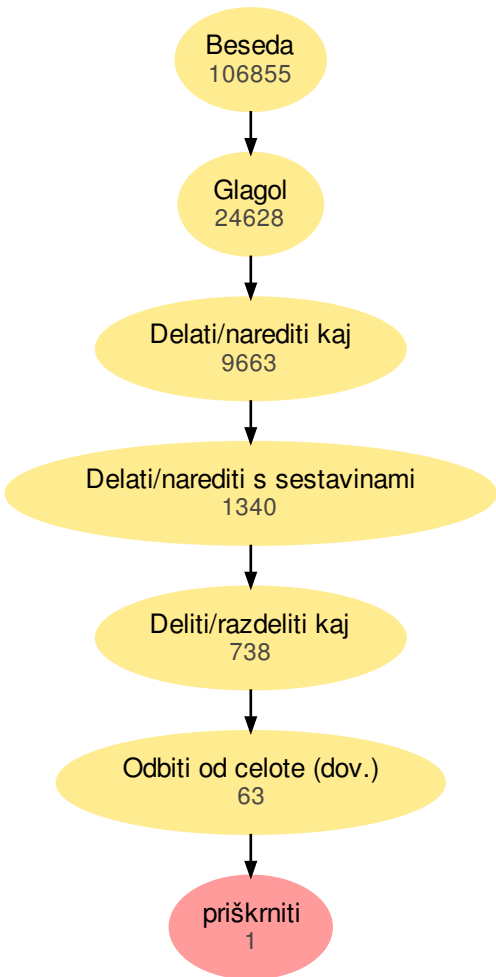 Beseda
106855
Glagol
24628
Delati/narediti kaj
9663
Delati/narediti s sestavinami
1340
Deliti/razdeliti kaj
738
Odbiti od celote (dov.)
63
priškrniti
1